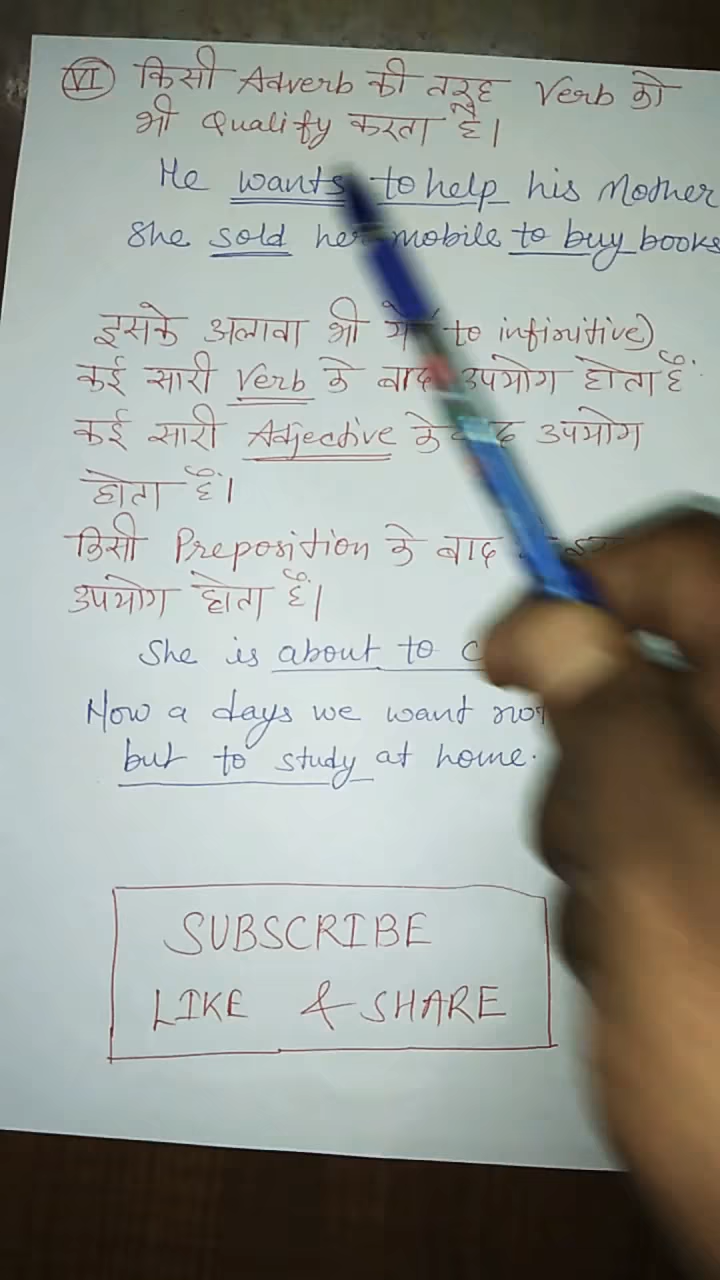 VI किसी Adverb की तरह Verb को
भी Qualify करता है।
He wants to help his Mother
She sold her mobile to buy books
इसके अलावा भी ये (to infinitive)
कई सारी Verb के बाद उपयोग होता है
कई सारी Adjective के बाद उपयोग
होता है।
किसी Preposition के बाद
उपयोग होता है।
She is about to
Now a days we want not
but to study at home.
SUBSCRIBE
LIKE & SHARE